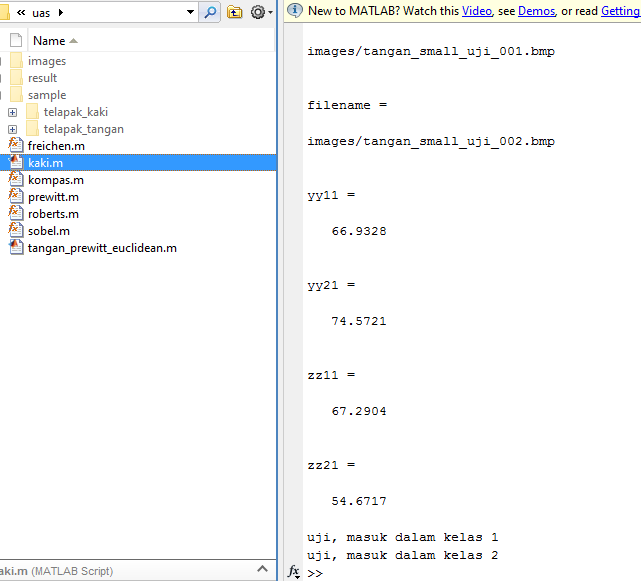 « uas
Name
images
result
sample
telapak_kaki
telapak_tangan
freichen.m
kaki.m
kompas.m
prewitt.m
roberts.m
sobel.m
tangan_prewitt_euclidean.m
aki.m (MATLAB Script)
New to MATLAB? Watch this Video, see Demos, or read Getting
images/tangan_small_uji_001.bmp
filename =
images/tangan_small_uji_002.bmp
yy11 =
66.9328
yy21 =
74.5721
zz11 =
67.2904
zz21 =
54.6717
uji, masuk dalam kelas 1
uji, masuk dalam kelas 2
fx >>